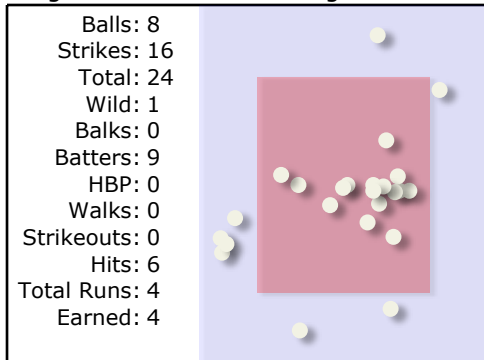 Balls: 8
Strikes: 16
Total: 24
Wild: 1
Balks: 0
Batters: 9
HBP: 0
Walks: 0
Strikeouts: 0
Hits: 6
Total Runs: 4
Earned: 4